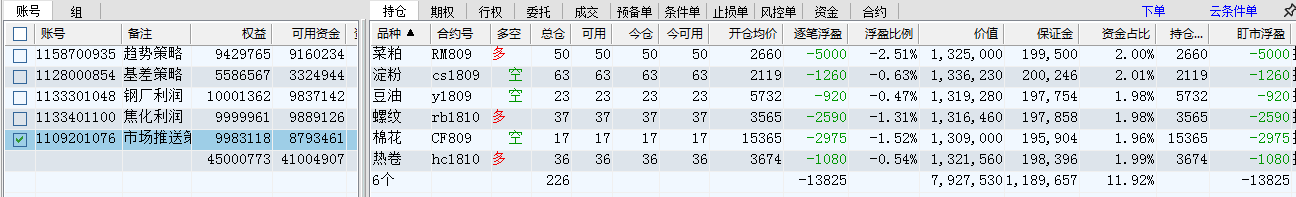 账号 组
账号 备注 权益 可用资金
1158700935 趋势策略 9429765 9160234
1128000854 基差策略 5586567 3324944
1133301048 钢厂利润 10001362 9837142
1133401100 焦化利润 9999961 9889126
1109201076 市场推送策 9983118 8793461
45000773 41004907
持仓 期权 行权 委托 成交 预备单 条件单 止损单 风控单 资金 合约 下单 云条件单
品种 ▲ 合约号 多空 总仓 可用 今仓 今可用 开仓均价 逐笔浮盈 浮盈比例 价值 保证金 资金占比 持仓... 盯市浮盈
菜粕 RM809 多 50 50 50 50 2660 -5000 -2.51% 1,325,000 199,500 2.00% 2660 -5000
淀粉 cs1809 空 63 63 63 63 2119 -1260 -0.63% 1,336,230 200,246 2.01% 2119 -1260
豆油 y1809 空 23 23 23 23 5732 -920 -0.47% 1,319,280 197,754 1.98% 5732 -920
螺纹 rb1810 多 37 37 37 37 3565 -2590 -1.31% 1,316,460 197,858 1.98% 3565 -2590
棉花 CF809 空 17 17 17 17 15365 -2975 -1.52% 1,309,000 195,904 1.96% 15365 -2975
热卷 hc1810 多 36 36 36 36 3674 -1080 -0.54% 1,321,560 198,396 1.99% 3674 -1080
6个 226 -13825 7,927,530 1,189,657 11.92% -13825